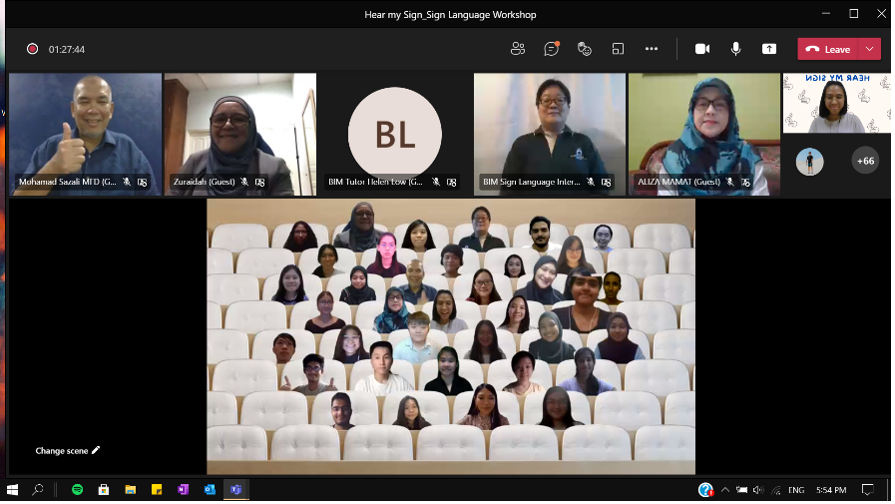 Hear my Sign_Sign Language Workshop
01:27:44
Leave
Mohamad Sazali MFD (G...
Zuraidah (Guest)
BL
BIM Tutor Helen Low (G...
BIM Sign Language Inter...
ALIZA MAMAT (Guest)
HEAR MY SIGN
+66
Change scene
ENG
5:54 PM